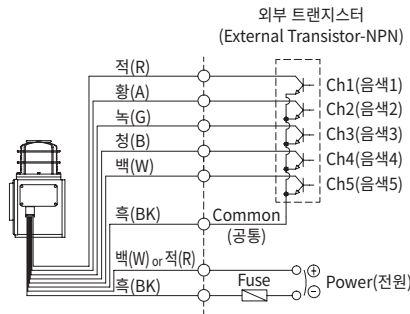 외부 트랜지스터
(External Transistor-NPN)
적(R)
Ch1(음색1)
황(A)
Ch2(음색2)
녹(G)
Ch3(음색3)
청(B)
Ch4(음색4)
백(W)
Ch5(음색5)
흑(BK)
Common
(공통)
백(W) or 적(R)
⊕
Power(전원)
흑(BK)
Fuse
⊖